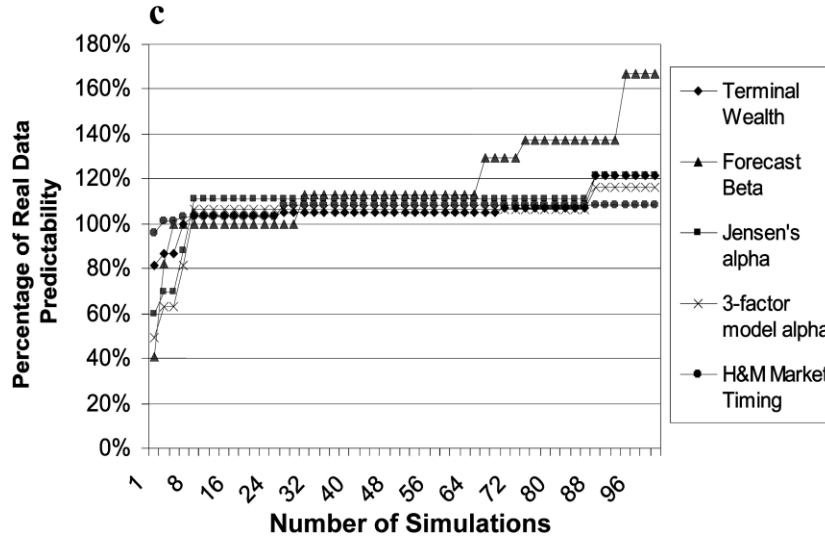 c
180%
160%
140%
120%
100%
80%
60%
40%
20%
0%
Percentage of Real Data
Predictability
1
8
16
24
32
40
48
56
64
72
80
88
96
Number of Simulations
Terminal
Wealth
Forecast
Beta
Jensen's
alpha
3-factor
model alpha
H&M Market
Timing